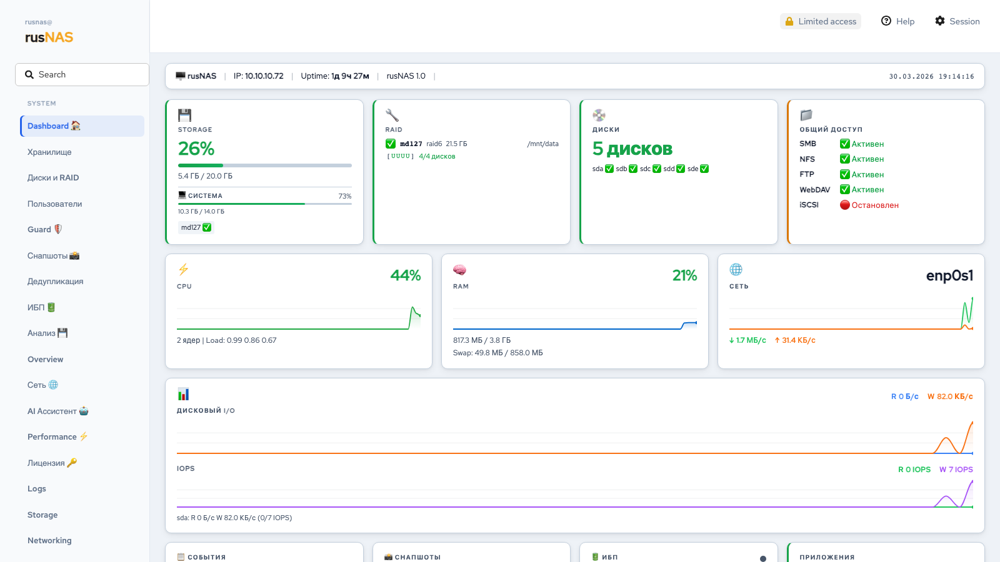 rusnas@
rusNAS
Search
SYSTEM
Dashboard
Хранилище
Диски и RAID
Пользователи
Guard
Снапшоты
Дедупликация
ИБП
Анализ
Overview
Сеть
AI Ассистент
Performance
Лицензия
Logs
Storage
Networking
Limited access
Help
Session
rusNAS | IP: 10.10.10.72 | Uptime: 1д 9ч 27м | rusNAS 1.0 |
30.03.2026 19:14:16
STORAGE
26%
5.4 ГБ / 20.0 ГБ
СИСТЕМА 73%
10.3 ГБ / 14.0 ГБ
md127
RAID
md127 raid6 21.5 ГБ /mnt/data
[UUUU] 4/4 дисков
ДИСКИ
5 дисков
sda sdb sdc sdd sde
ОБЩИЙ ДОСТУП
SMB Активен
NFS Активен
FTP Активен
WebDAV Активен
iSCSI Остановлен
CPU
44%
2 ядер | Load: 0.99 0.86 0.67
RAM
21%
817.3 МБ / 3.8 ГБ
Swap: 49.8 МБ / 858.0 МБ
СЕТЬ
enp0s1
↓ 1.7 МБ/с ↑ 31.4 КБ/с
ДИСКОВЫЙ I/O
R 0 Б/с W 82.0 КБ/с
IOPS
R 0 IOPS W 7 IOPS
sda: R 0 Б/с W 82.0 КБ/с (0/7 IOPS)
СОБЫТИЯ
СНАПШОТЫ
ИБП
ПРИЛОЖЕНИЯ